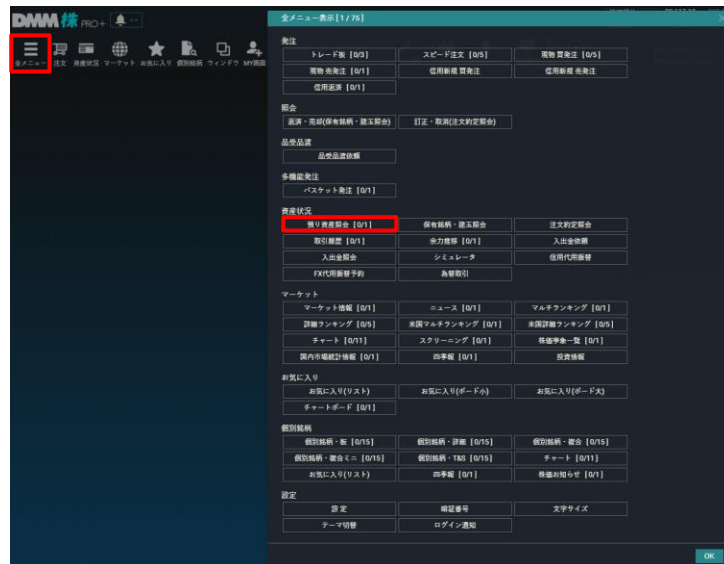 DMM 株 PRO+
全メニュー表示 [1 / 75]
全メニュー 注文 資産状況 マーケット お気に入り 個別銘柄 ウィンドウ MY画面
発注
トレード板 [0/3] スピード注文 [0/5] 現物 買発注 [0/5]
現物 売発注 [0/1] 信用新規 買発注 信用新規 売発注
信用返済 [0/1]
照会
返済・売却(保有銘柄・建玉照会) 訂正・取消(注文約定照会)
品受品渡
品受品渡依頼
多機能発注
バスケット発注 [0/1]
資産状況
預り資産照会 [0/1] 保有銘柄・建玉照会 注文約定照会
取引履歴 [0/1] 余力推移 [0/1] 入出金依頼
入出金照会 シミュレータ 信用代用振替
FX代用振替予約 為替取引
マーケット
マーケット情報 [0/1] ニュース [0/1] マルチランキング [0/1]
詳細ランキング [0/5] 米国マルチランキング [0/1] 米国詳細ランキング [0/5]
チャート [0/11] スクリーニング [0/1] 株価予象一覧 [0/1]
国内市場統計情報 [0/1] 四季報 [0/1] 投資情報
お気に入り
お気に入り(リスト) お気に入り(ボード小) お気に入り(ボード大)
チャートボード [0/1]
個別銘柄
個別銘柄・板 [0/15] 個別銘柄・詳細 [0/15] 個別銘柄・複合 [0/15]
個別銘柄・複合ミニ [0/15] 個別銘柄・T&S [0/15] チャート [0/11]
お気に入り(リスト) 四季報 [0/1] 株価お知らせ [0/1]
設定
設定 暗証番号 文字サイズ
テーマ切替 ログイン通知
OK